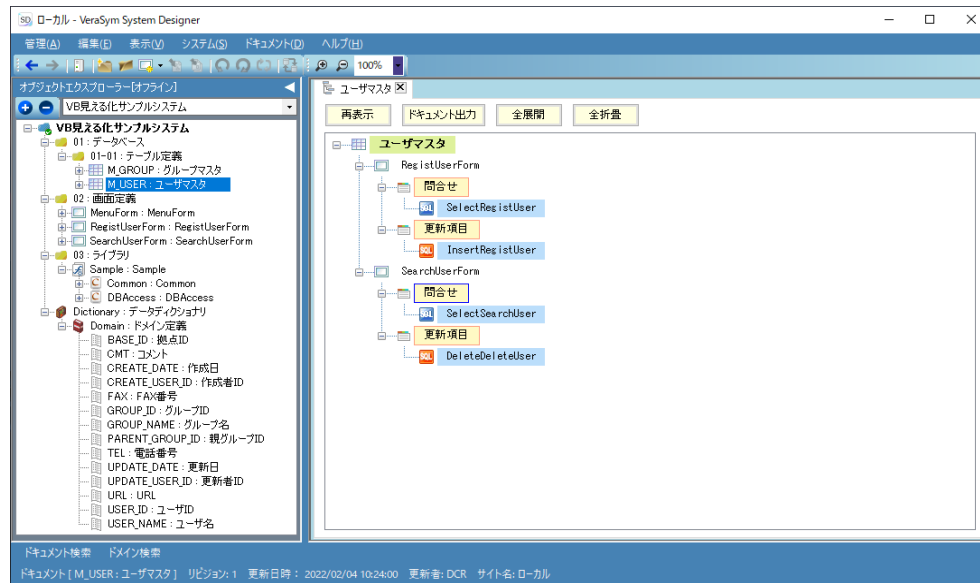 ローカル - VeraSym System Designer
管理(A) 編集(E) 表示(V) システム(S) ドキュメント(D) ヘルプ(H)
100%
オブジェクトエクスプローラー[オフライン]
VB見える化サンプルシステム
VB見える化サンプルシステム
01 : データベース
01-01 : テーブル定義
M_GROUP : グループマスタ
M_USER : ユーザマスタ
02 : 画面定義
MenuForm : MenuForm
RegistUserForm : RegistUserForm
SearchUserForm : SearchUserForm
03 : ライブラリ
Sample : Sample
Common : Common
DBAccess : DBAccess
Dictionary : データディクショナリ
Domain : ドメイン定義
BASE_ID : 拠点ID
CMT : コメント
CREATE_DATE : 作成日
CREATE_USER_ID : 作成者ID
FAX : FAX番号
GROUP_ID : グループID
GROUP_NAME : グループ名
PARENT_GROUP_ID : 親グループID
TEL : 電話番号
UPDATE_DATE : 更新日
UPDATE_USER_ID : 更新者ID
URL : URL
USER_ID : ユーザID
USER_NAME : ユーザ名
ユーザマスタ
再表示 ドキュメント出力 全展開 全折畳
ユーザマスタ
RegistUserForm
問合せ
SQL SelectRegistUser
更新項目
SQL InsertRegistUser
SearchUserForm
問合せ
SQL SelectSearchUser
更新項目
SQL DeleteDeleteUser
ドキュメント検索 ドメイン検索
ドキュメント [ M_USER : ユーザマスタ ] リビジョン: 1 更新日時 : 2022/02/04 10:24:00 更新者: DCR サイト名: ローカル